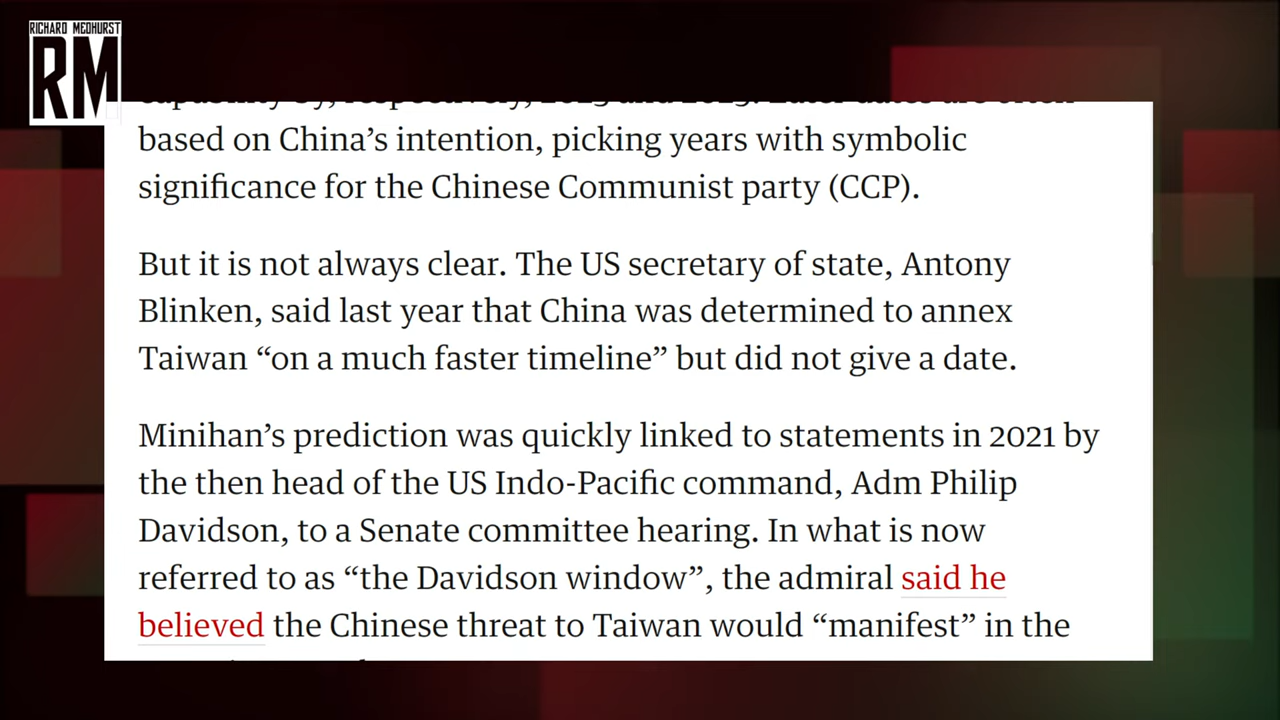 RICHARD MEDHURST
RM
based on China’s intention, picking years with symbolic
significance for the Chinese Communist party (CCP).
But it is not always clear. The US secretary of state, Antony
Blinken, said last year that China was determined to annex
Taiwan “on a much faster timeline” but did not give a date.
Minihan’s prediction was quickly linked to statements in 2021 by
the then head of the US Indo-Pacific command, Adm Philip
Davidson, to a Senate committee hearing. In what is now
referred to as “the Davidson window”, the admiral said he
believed the Chinese threat to Taiwan would “manifest” in the